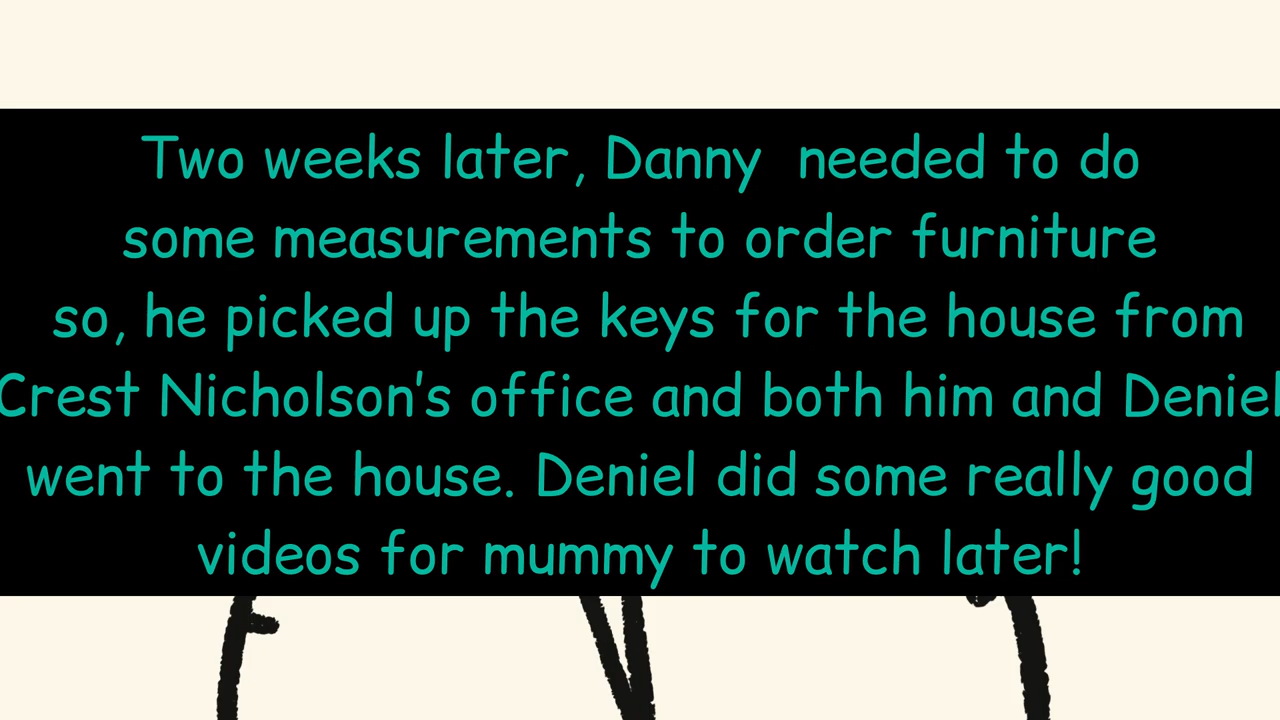 Two weeks later, Danny  needed to do
some measurements to order furniture
so, he picked up the keys for the house from
Crest Nicholson's office and both him and Deniel
went to the house. Deniel did some really good
videos for mummy to watch later!